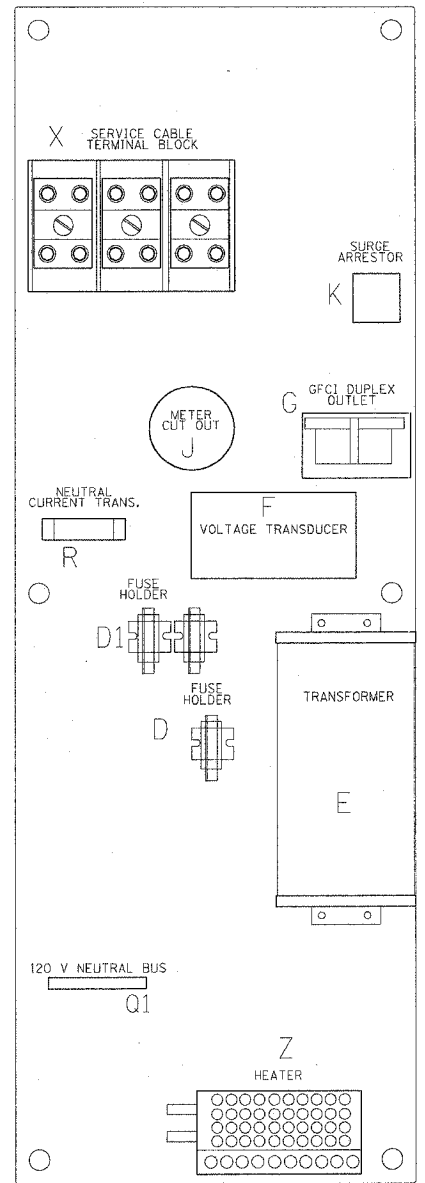 X SERVICE CABLE
TERMINAL BLOCK
SURGE
ARRESTOR
K
GFCI DUPLEX
OUTLET
G
METER
CUT OUT
J
NEUTRAL
CURRENT TRANS.
R
F
VOLTAGE TRANSDUCER
FUSE
HOLDER
D1
FUSE
HOLDER
D
TRANSFORMER
E
120 V NEUTRAL BUS
Q1
Z
HEATER